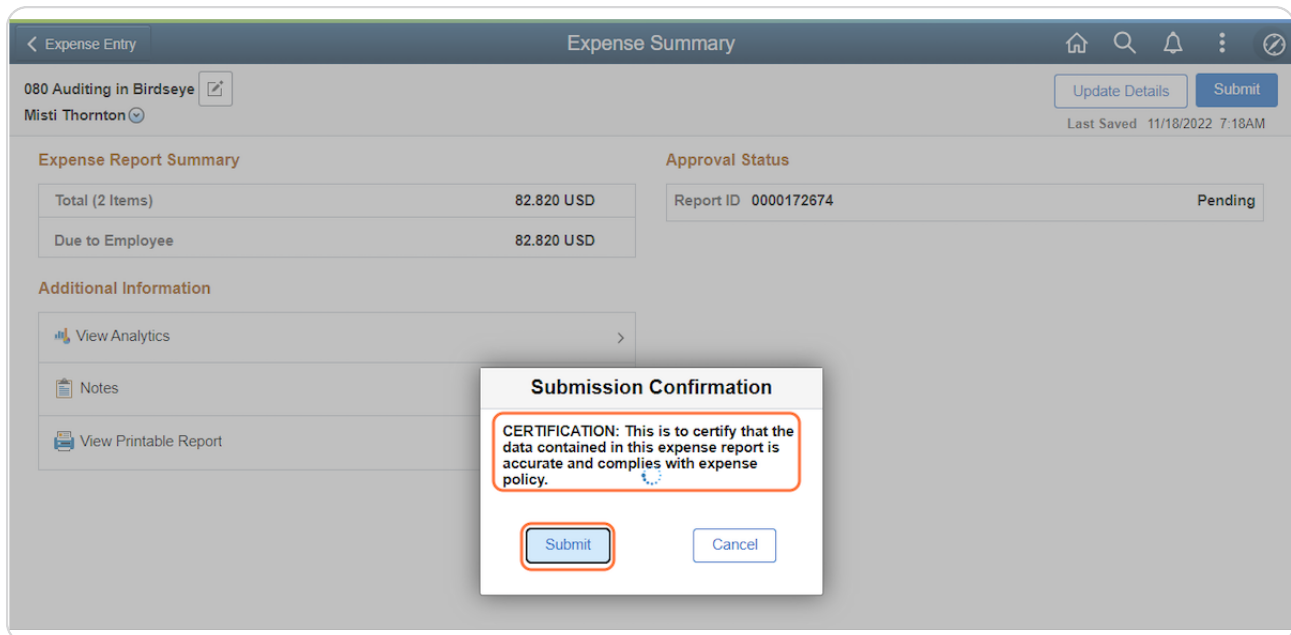 Expense Entry
Expense Summary
080 Auditing in Birdseye
Misti Thornton
Update Details
Submit
Last Saved 11/18/2022 7:18AM
Expense Report Summary
Total (2 Items) 82.820 USD
Due to Employee 82.820 USD
Approval Status
Report ID 0000172674 Pending
Additional Information
View Analytics
Notes
View Printable Report
Submission Confirmation
CERTIFICATION: This is to certify that the
data contained in this expense report is
accurate and complies with expense
policy.
Submit
Cancel